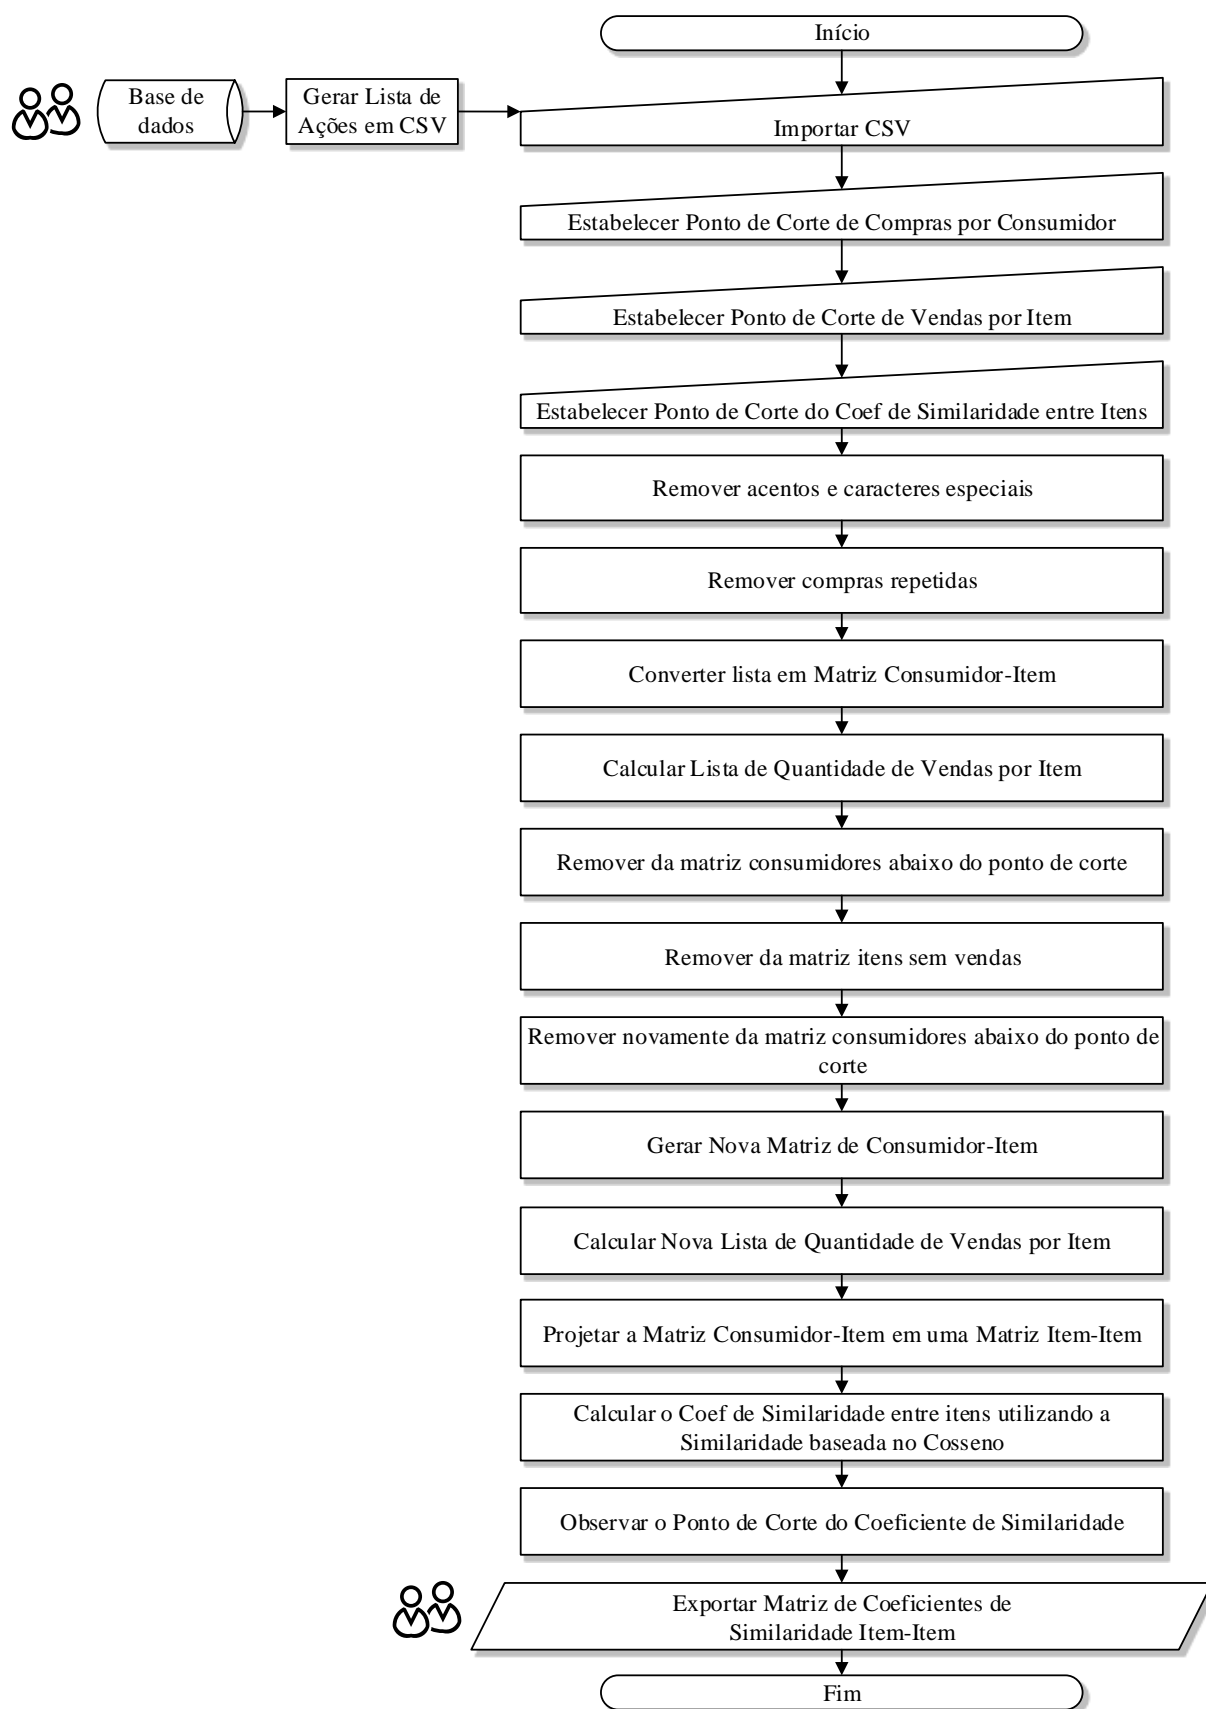 Início
Base de
dados
Gerar Lista de
Ações em CSV
Importar CSV
Estabelecer Ponto de Corte de Compras por Consumidor
Estabelecer Ponto de Corte de Vendas por Item
Estabelecer Ponto de Corte do Coef de Similaridade entre Itens
Remover acentos e caracteres especiais
Remover compras repetidas
Converter lista em Matriz Consumidor-Item
Calcular Lista de Quantidade de Vendas por Item
Remover da matriz consumidores abaixo do ponto de corte
Remover da matriz itens sem vendas
Remover novamente da matriz consumidores abaixo do ponto de
corte
Gerar Nova Matriz de Consumidor-Item
Calcular Nova Lista de Quantidade de Vendas por Item
Projetar a Matriz Consumidor-Item em uma Matriz Item-Item
Calcular o Coef de Similaridade entre itens utilizando a
Similaridade baseada no Cosseno
Observar o Ponto de Corte do Coeficiente de Similaridade
Exportar Matriz de Coeficientes de
Similaridade Item-Item
Fim